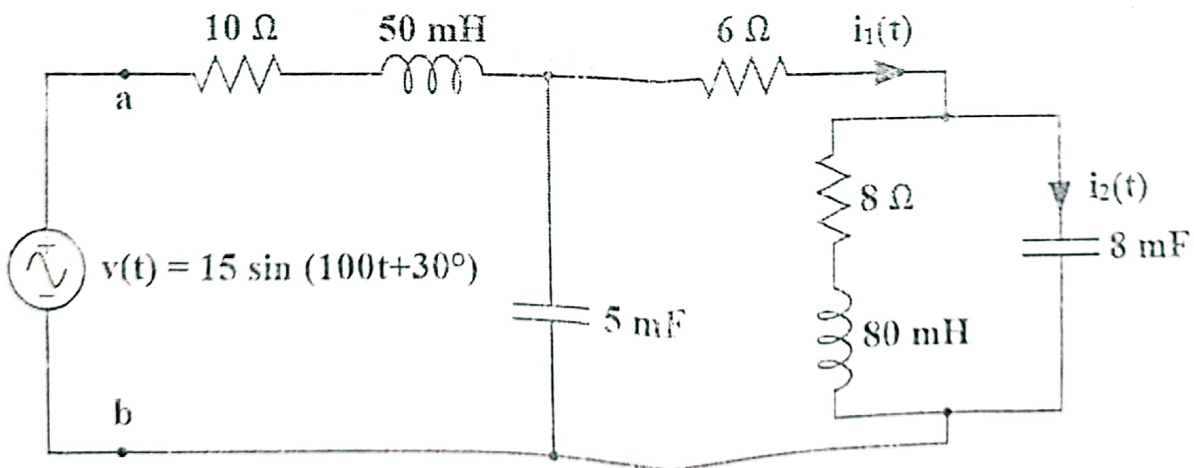 10 Ω 50 mH 6 Ω i₁(t)
a
8 Ω i₂(t)
v(t) = 15 sin (100t+30°) 8 mF
5 mF 80 mH
b